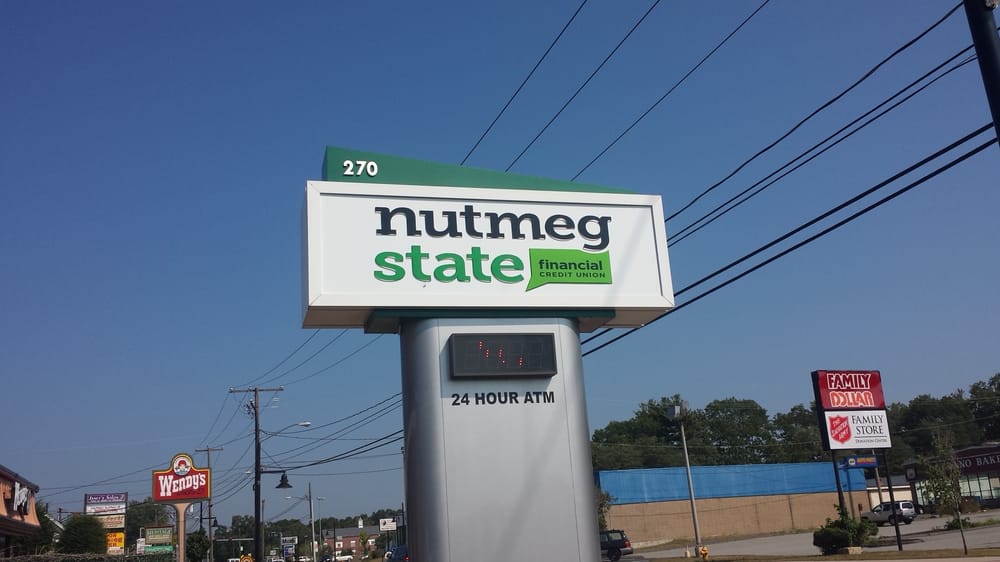 270
nutmeg
state
financial
CREDIT UNION
24 HOUR ATM
FAMILY
DOLLAR
THE
SALVATION
ARMY
FAMILY
STORE
DONATION CENTER
WENDY'S
NAPA